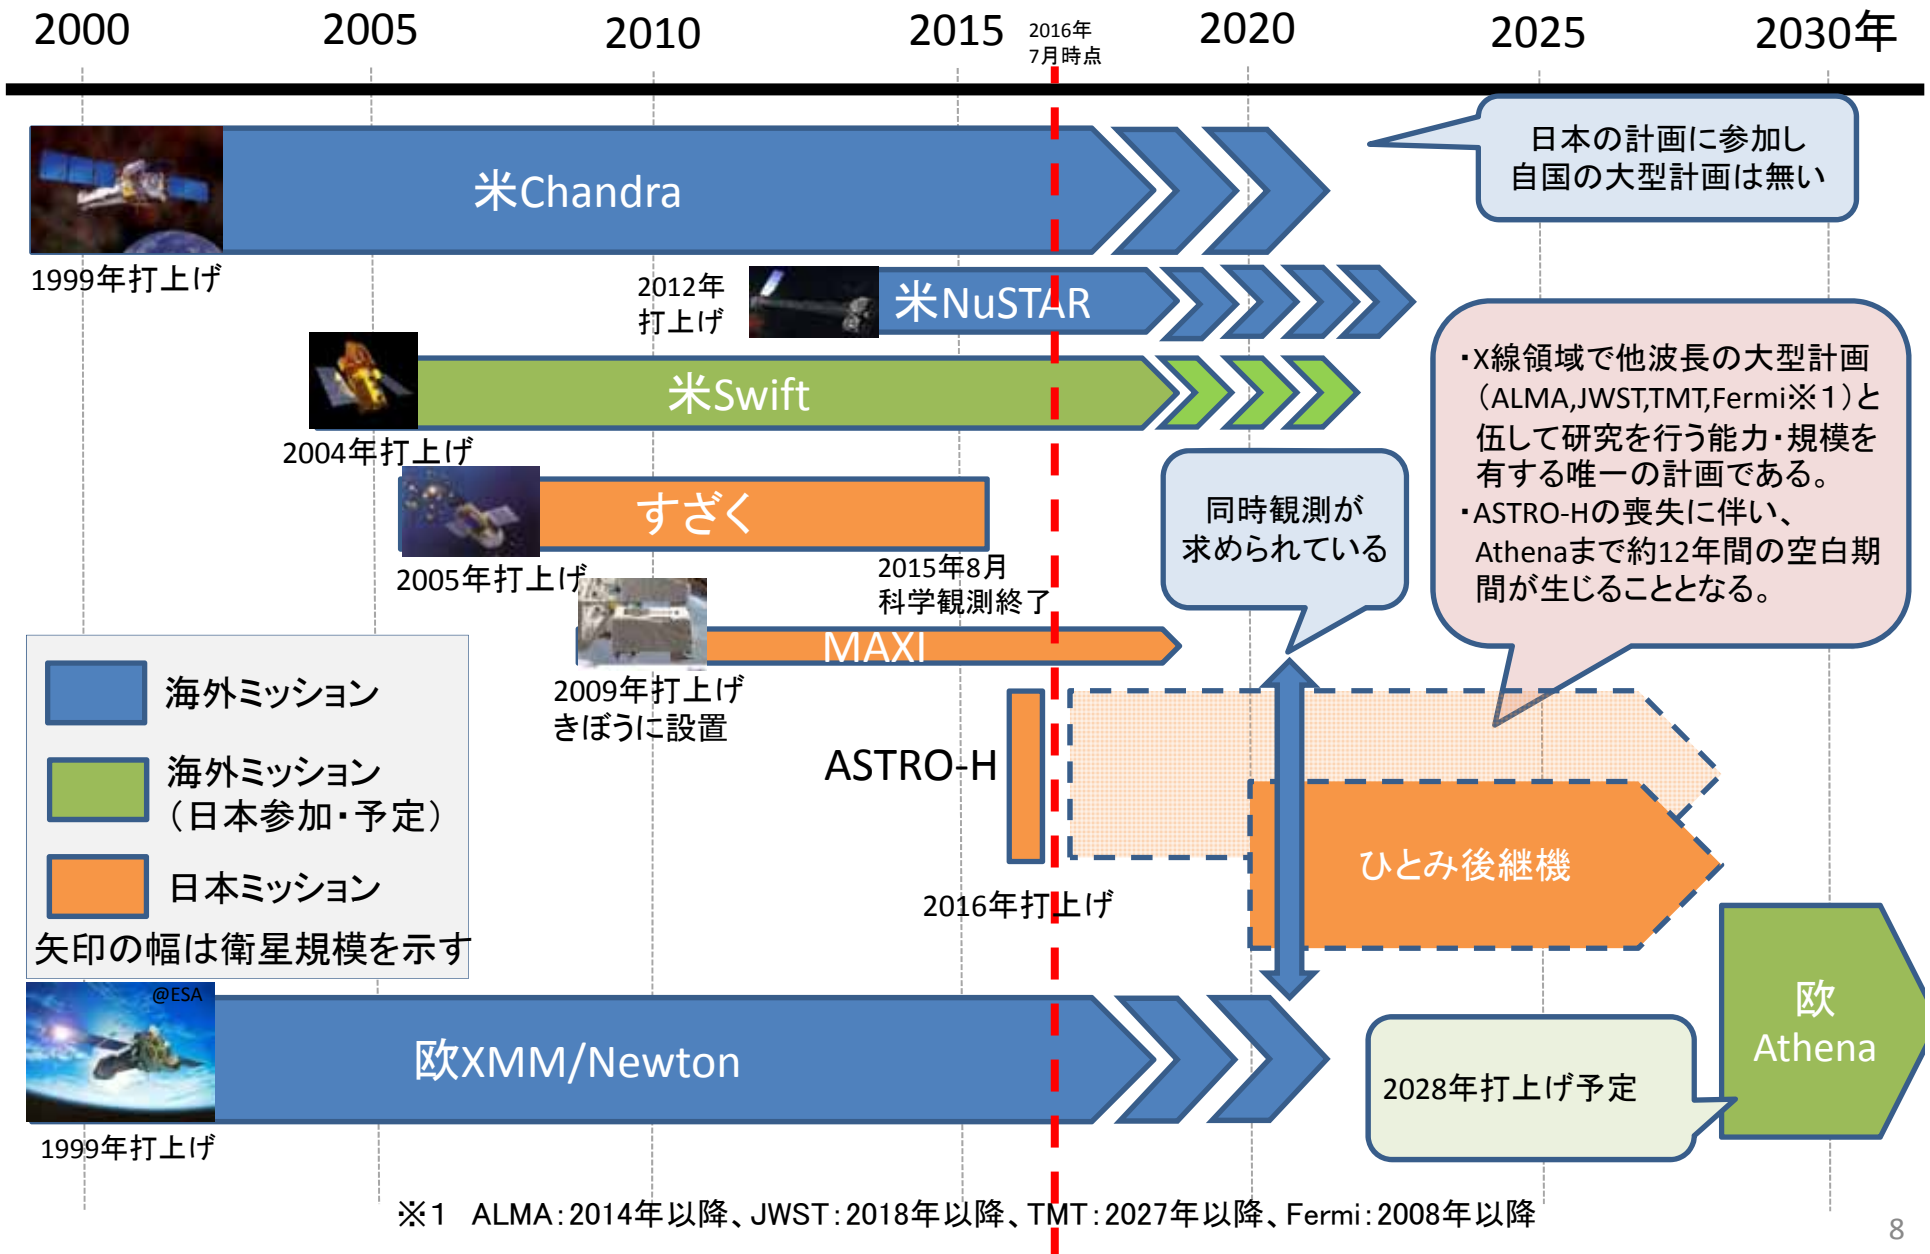 2000
2005
2010
2015
2016年
7月時点
2020
2025
2030年
日本の計画に参加し
自国の大型計画は無い
米Chandra
1999年打上げ
2012年
打上げ
米NuSTAR
米Swift
2004年打上げ
・X線領域で他波長の大型計画
（ALMA,JWST,TMT,Fermi※1）と
伍して研究を行う能力・規模を
有する唯一の計画である。
・ASTRO-Hの喪失に伴い、
Athenaまで約12年間の空白期
間が生じることとなる。
すざく
2005年打上げ
2015年8月
科学観測終了
同時観測が
求められている
MAXI
2009年打上げ
きぼうに設置
海外ミッション
海外ミッション
（日本参加・予定）
日本ミッション
矢印の幅は衛星規模を示す
ASTRO-H
2016年打上げ
ひとみ後継機
@ESA
欧XMM/Newton
1999年打上げ
欧
Athena
2028年打上げ予定
※1　ALMA：2014年以降、JWST：2018年以降、TMT：2027年以降、Fermi：2008年以降
8